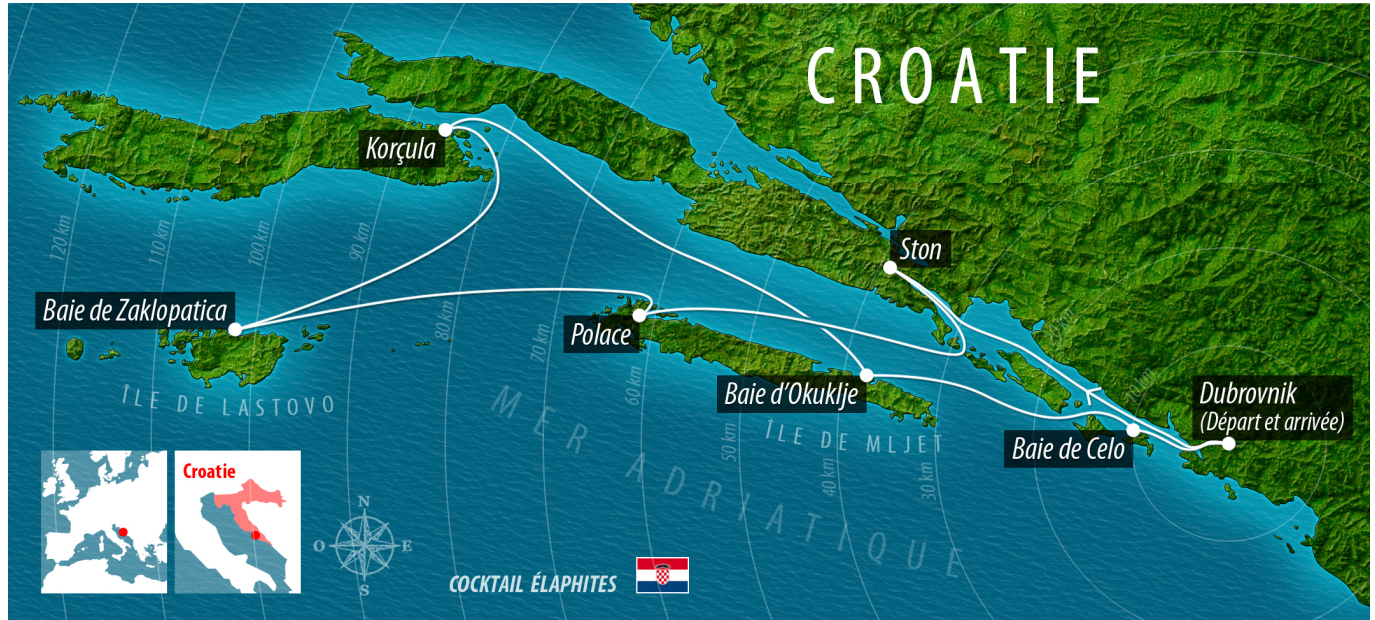 CROATIE
Korçula
Ston
Baie de Zaklopatica
Polace
Baie d'Okuklje
Dubrovnik
(Départ et arrivée)
Baie de Celo
ÎLE DE LASTOVO
ÎLE DE MLJET
MER ADRIATIQUE
120 km
110 km
100 km
90 km
80 km
70 km
60 km
50 km
40 km
30 km
10 km
Croatie
N
O
E
S
COCKTAIL ÉLAPHITES